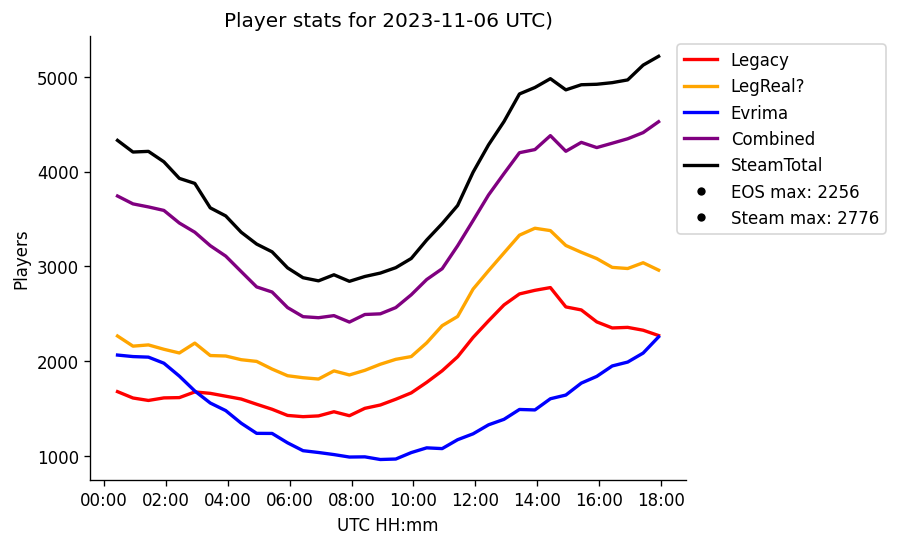 Player stats for 2023-11-06 UTC)
Legacy
LegReal?
Evrima
Combined
SteamTotal
EOS max: 2256
Steam max: 2776
5000
4000
3000
2000
1000
Players
00:00 02:00 04:00 06:00 08:00 10:00 12:00 14:00 16:00 18:00
UTC HH:mm